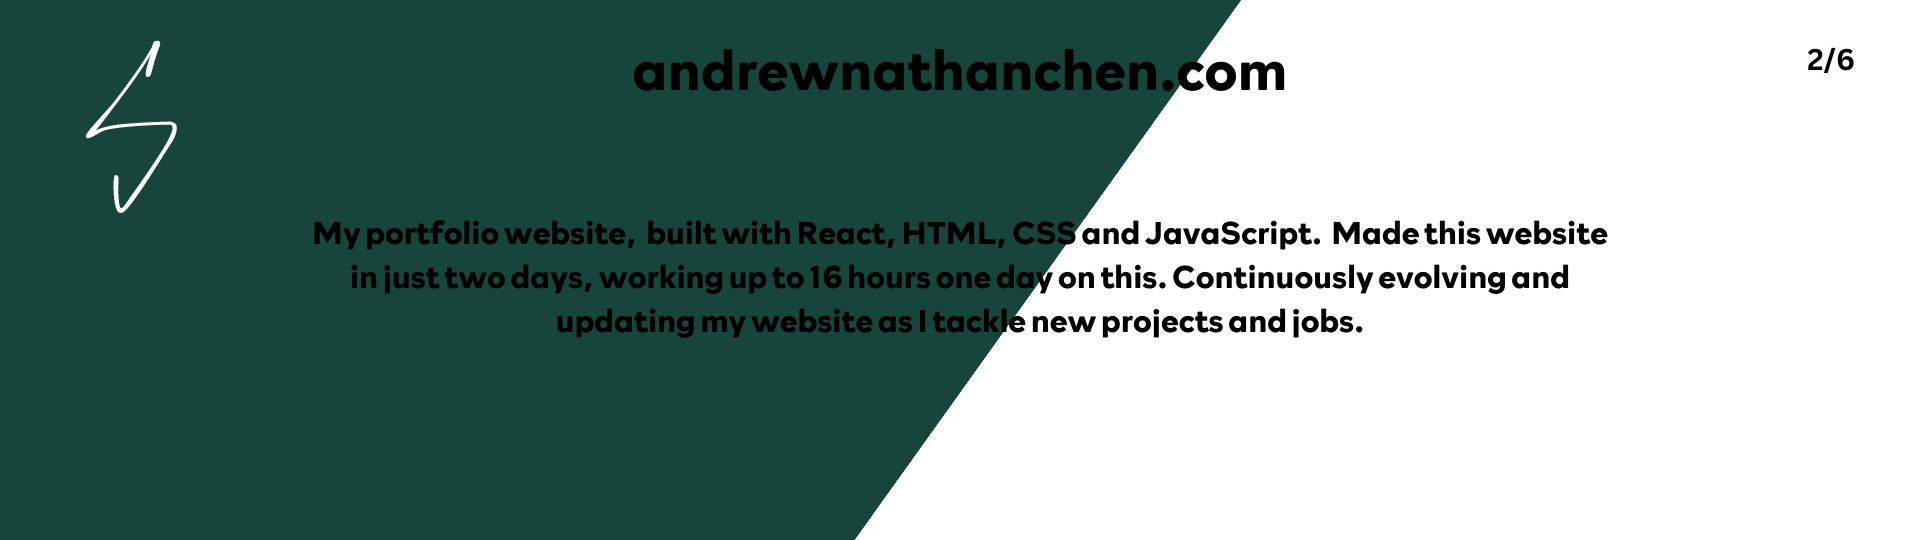 andrewnathanchen.com
2/6
My portfolio website, built with React, HTML, CSS and JavaScript. Made this website
in just two days, working up to 16 hours one day on this. Continuously evolving and
updating my website as I tackle new projects and jobs.